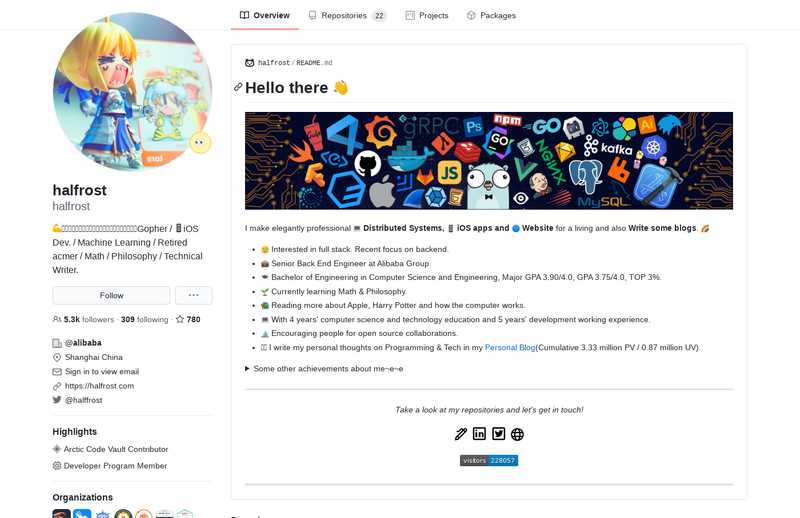 Overview
Repositories 22
Projects
Packages
halfrost
halfrost
Gopher / iOS
Dev. / Machine Learning / Retired
acmer / Math / Philosophy / Technical
Writer.
Follow
5.3k followers · 309 following · 780
@alibaba
Shanghai China
Sign in to view email
https://halfrost.com
@halffrost
Highlights
Arctic Code Vault Contributor
Developer Program Member
Organizations
halfrost/README.md
Hello there 👋
gRPC
Ps
npm
GO
Ai
GO
JS
NGINX
kafka
MySQL
I make elegantly professional 💻 Distributed Systems, 📱 iOS apps and 🔵 Website for a living and also Write some blogs. 🌈
Interested in full stack. Recent focus on backend.
💼 Senior Back End Engineer at Alibaba Group.
🎓 Bachelor of Engineering in Computer Science and Engineering, Major GPA 3.90/4.0, GPA 3.75/4.0, TOP 3%.
🌱 Currently learning Math & Philosophy.
📚 Reading more about Apple, Harry Potter and how the computer works.
💻 With 4 years' computer science and technology education and 5 years' development working experience.
Encouraging people for open source collaborations.
I write my personal thoughts on Programming & Tech in my Personal Blog(Cumulative 3.33 million PV / 0.87 million UV).
Some other achievements about me~e~e
Take a look at my repositories and let's get in touch!
visitors 228057